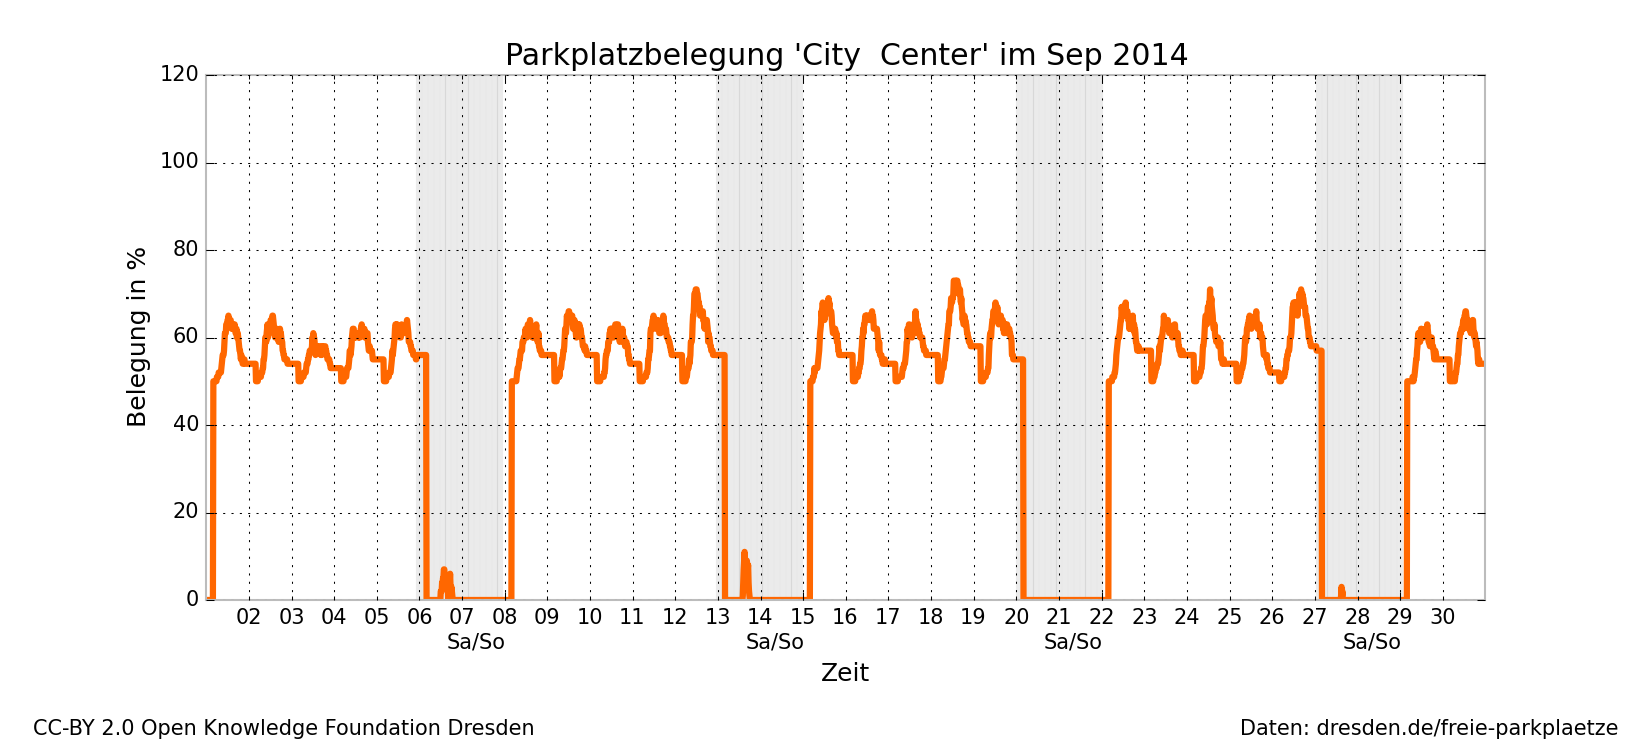 Parkplatzbelegung 'City  Center' im Sep 2014
120
100
80
60
40
20
0
Belegung in %
02 03 04 05 06 07 08 09 10 11 12 13 14 15 16 17 18 19 20 21 22 23 24 25 26 27 28 29 30
Sa/So Sa/So Sa/So Sa/So
Zeit
CC-BY 2.0 Open Knowledge Foundation Dresden
Daten: dresden.de/freie-parkplaetze